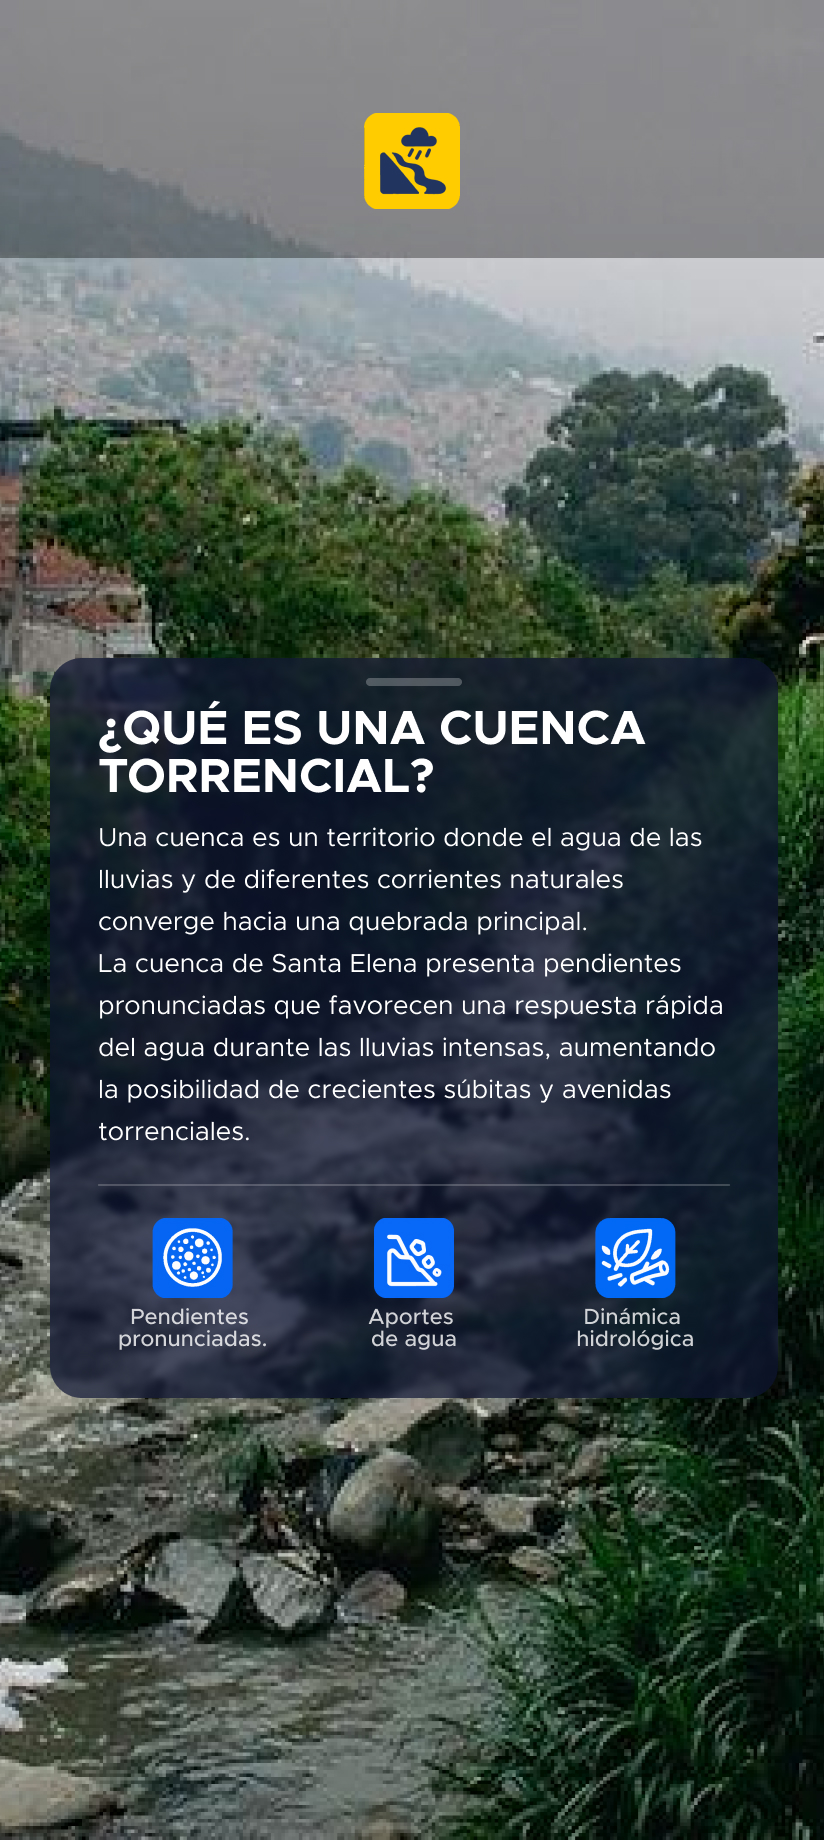 ¿QUÉ ES UNA CUENCA
TORRENCIAL?
Una cuenca es un territorio donde el agua de las
lluvias y de diferentes corrientes naturales
converge hacia una quebrada principal.
La cuenca de Santa Elena presenta pendientes
pronunciadas que favorecen una respuesta rápida
del agua durante las lluvias intensas, aumentando
la posibilidad de crecientes súbitas y avenidas
torrenciales.
Pendientes
pronunciadas.
Aportes
de agua
Dinámica
hidrológica